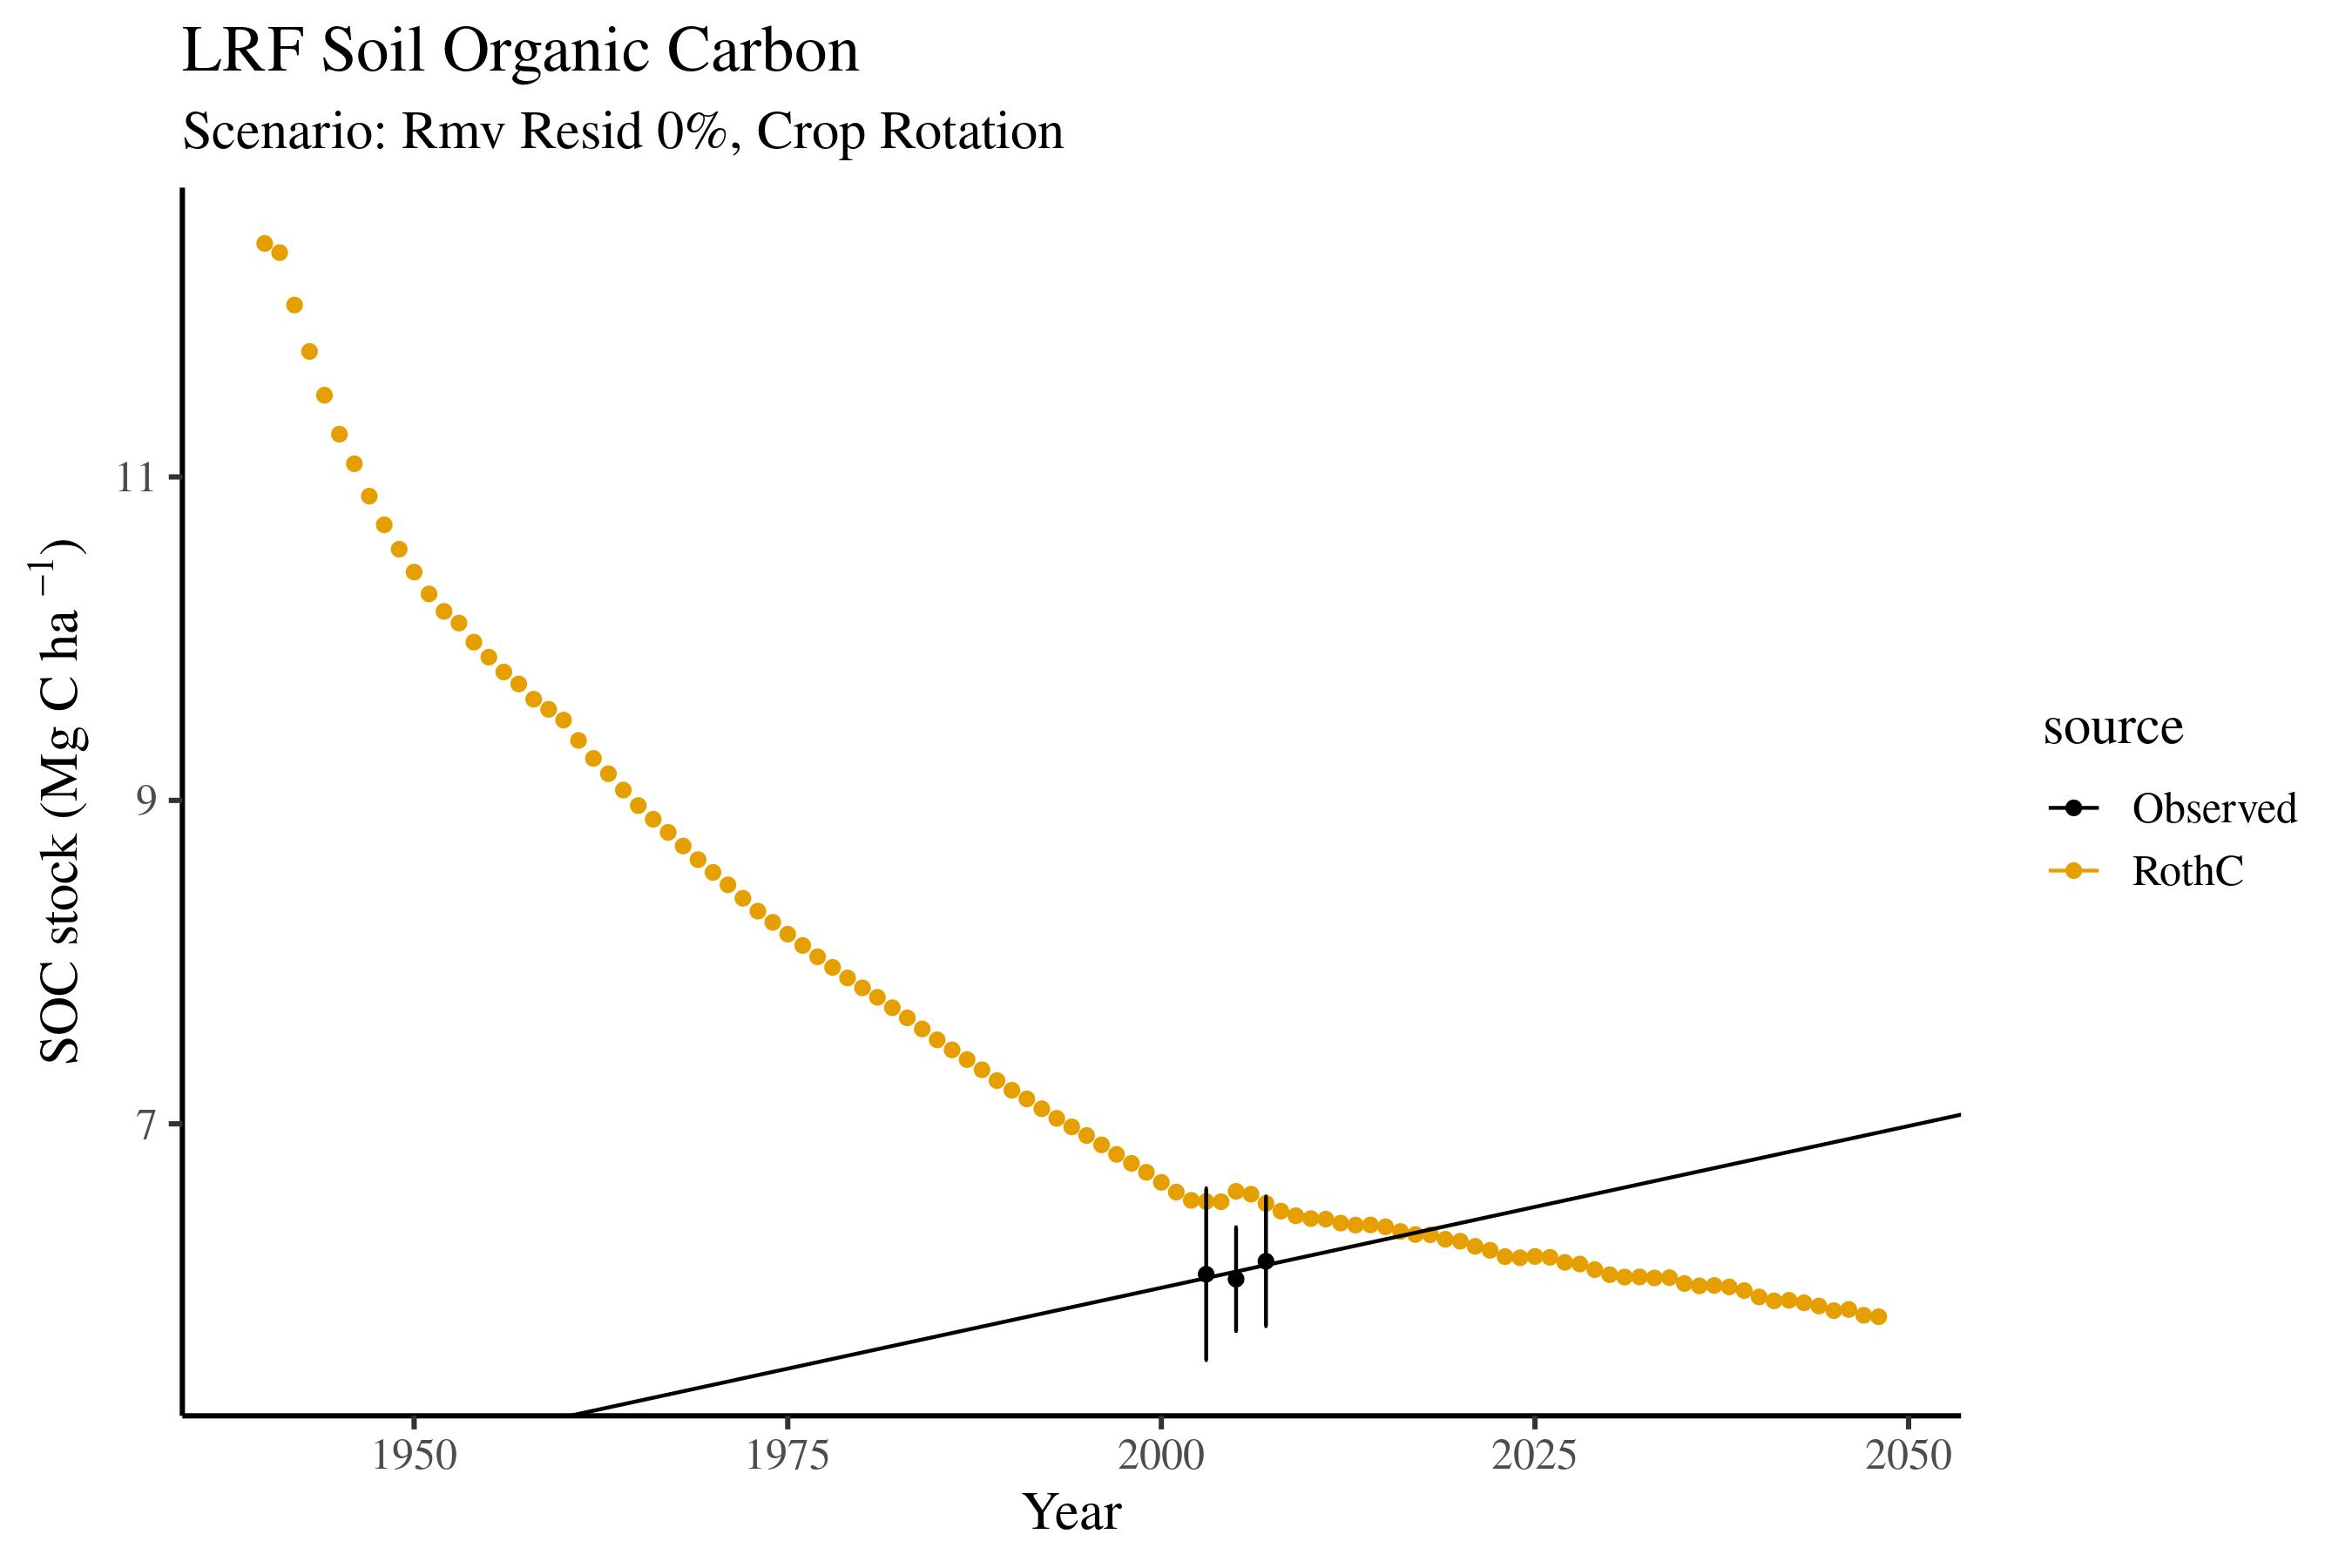 LRF Soil Organic Carbon
Scenario: Rmv Resid 0%, Crop Rotation
SOC stock (Mg C ha⁻¹)
11
9
7
1950
1975
2000
2025
2050
Year
source
Observed
RothC